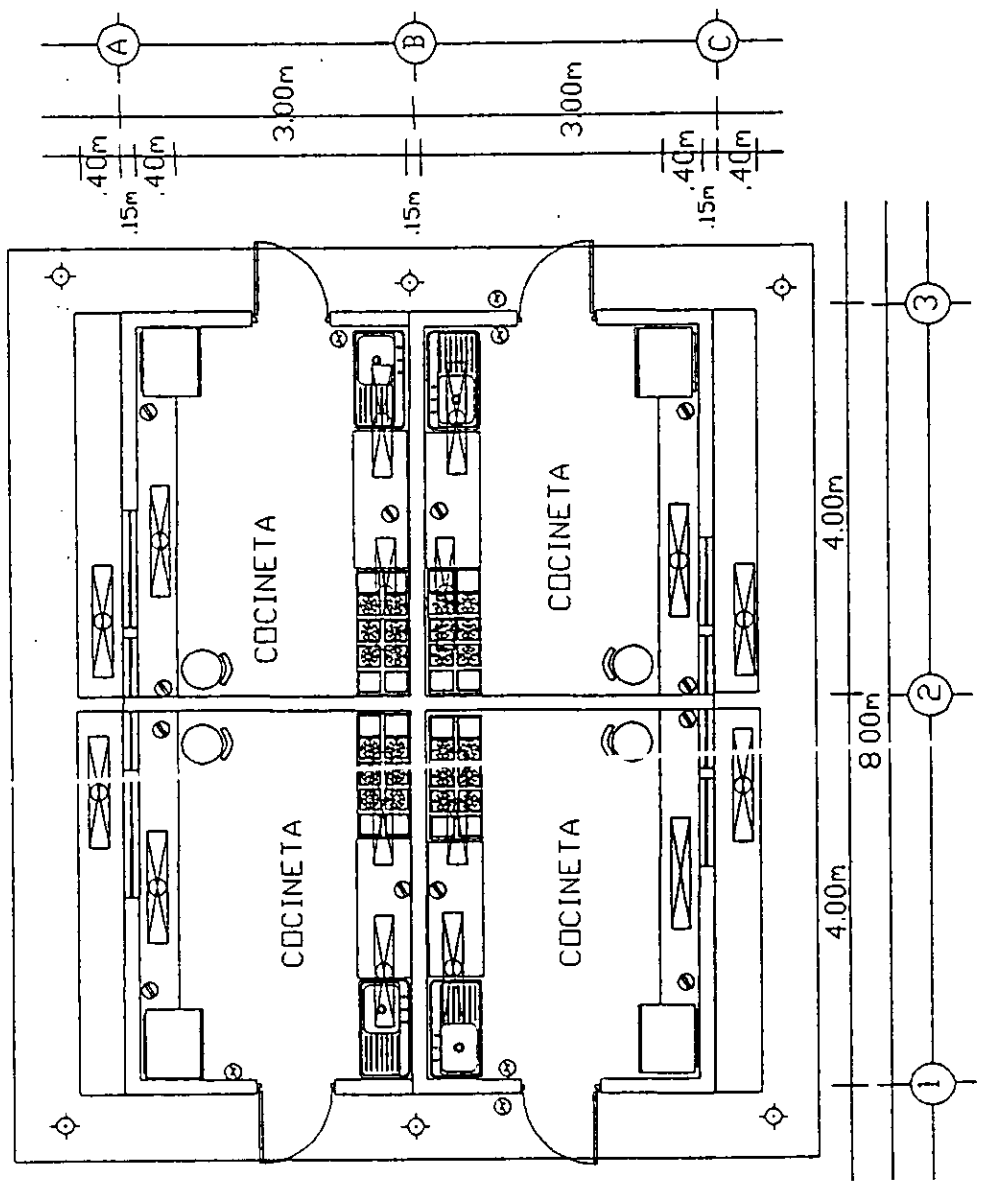 A
B
C
3.00m
3.00m
.40m
.40m
.15m
.15m
.40m
.40m
.15m
COCINETA
COCINETA
COCINETA
COCINETA
4.00m
4.00m
8.00m
1
2
3